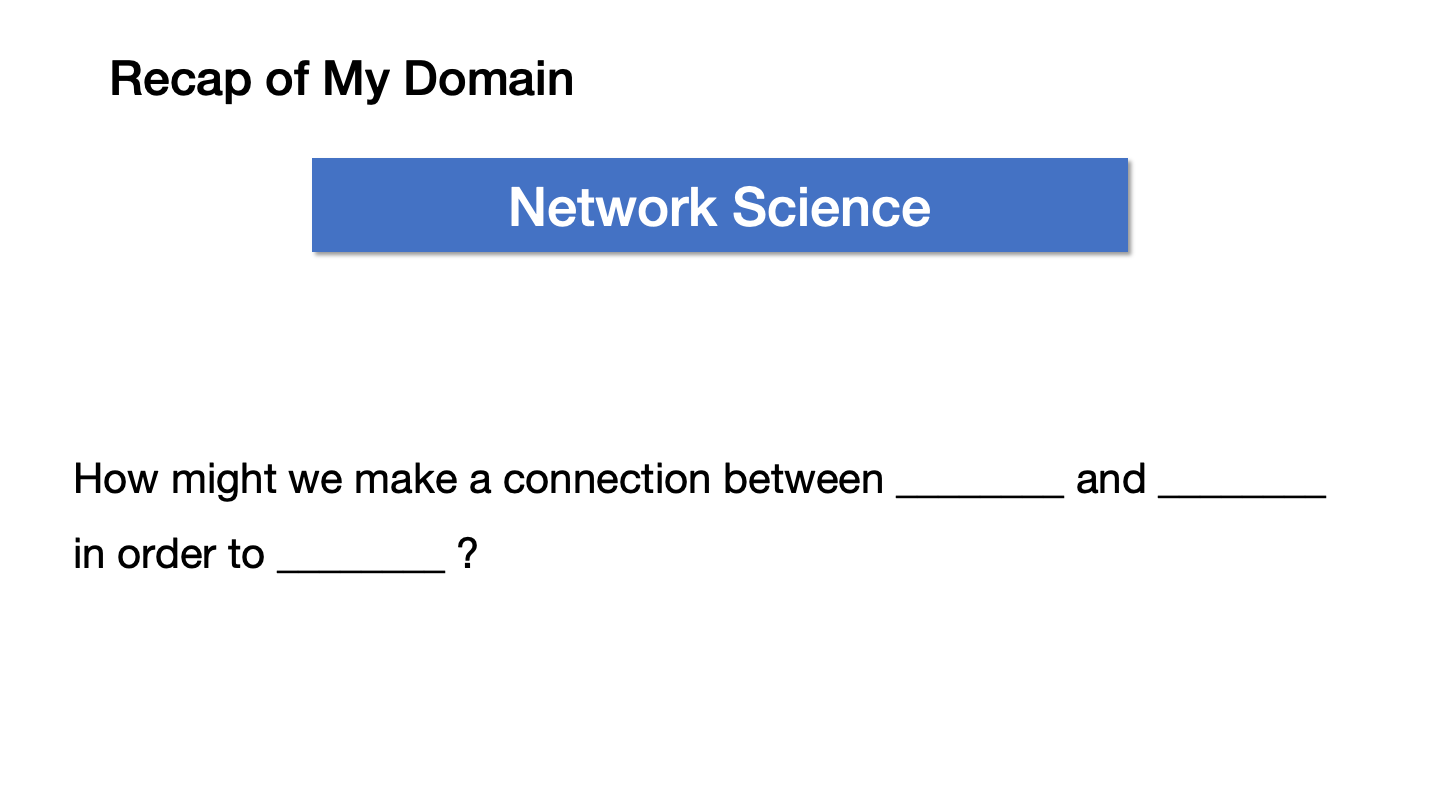 Recap of My Domain
Network Science
How might we make a connection between ________ and ________
in order to ________ ?